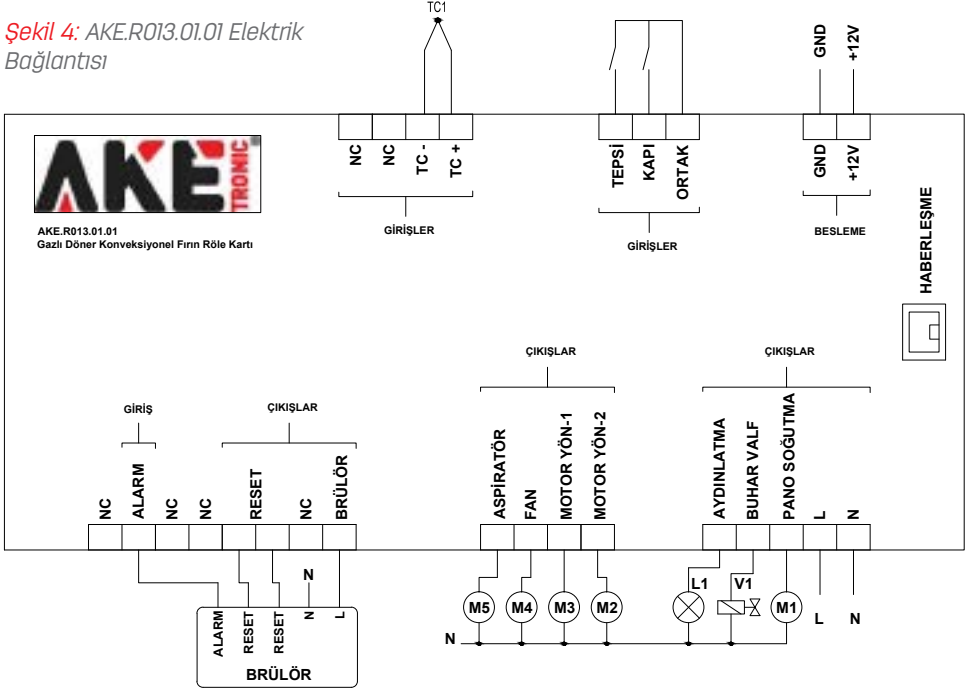 Şekil 4: AKE.R013.01.01 Elektrik
Bağlantısı
TC1
GND
+12V
NC
NC
TC -
TC +
TEPSİ
KAPI
ORTAK
GND
+12V
GİRİŞLER
GİRİŞLER
BESLEME
AKE
TRONIC
®
AKE.R013.01.01
Gazlı Döner Konveksiyonel Fırın Röle Kartı
HABERLEŞME
GİRİŞ
ÇIKIŞLAR
ÇIKIŞLAR
ÇIKIŞLAR
NC
ALARM
NC
NC
RESET
NC
BRÜLÖR
ASPİRATÖR
FAN
MOTOR YÖN-1
MOTOR YÖN-2
AYDINLATMA
BUHAR VALF
PANO SOĞUTMA
L
N
N
ALARM
RESET
RESET
N
L
BRÜLÖR
M5
M4
M3
M2
N
L1
V1
M1
L
N